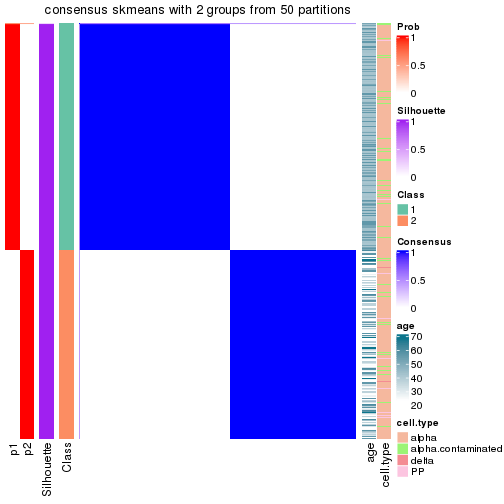 consensus skmeans with 2 groups from 50 partitions
p1
p2
Silhouette
Class
age
cell.type
Prob
1
0.5
0
Silhouette
1
0.5
0
Class
1
2
Consensus
1
0.5
0
age
70
60
50
40
30
20
cell.type
alpha
alpha.contaminated
delta
PP